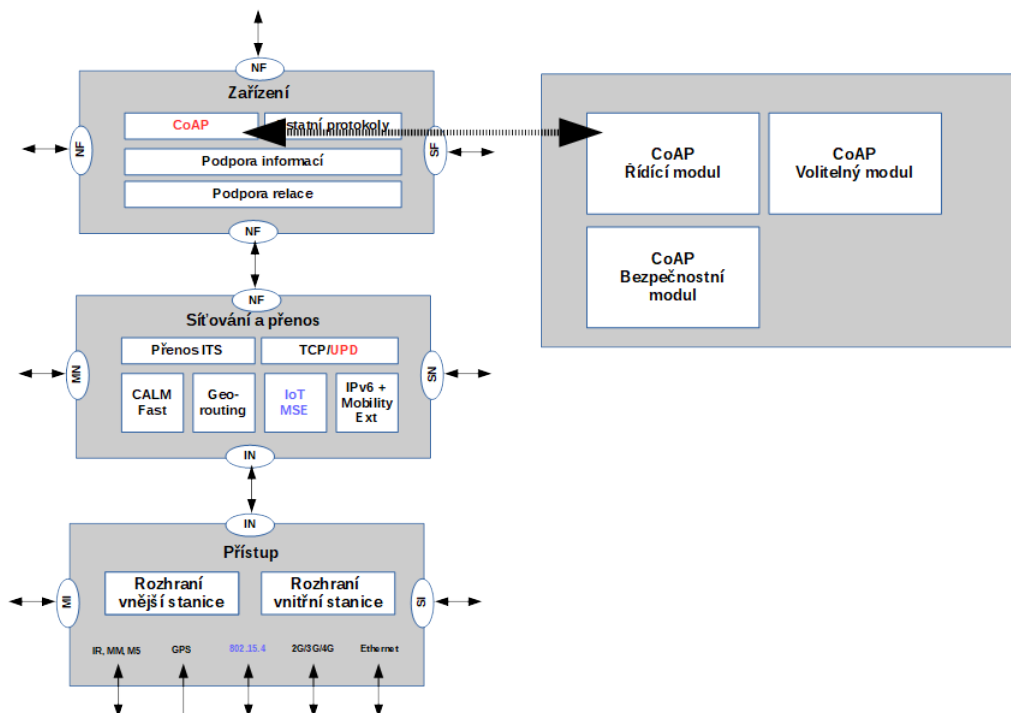 NF
Zařízení
CoAP
statní protokoly
NF
SF
Podpora informací
Podpora relace
NF
CoAP
Řídící modul
CoAP
Volitelný modul
CoAP
Bezpečnostní
modul
NF
Síťování a přenos
Přenos ITS
TCP/UPD
MN
SN
CALM
Fast
Geo-
routing
IoT
MSE
IPv6 +
Mobility
Ext
IN
IN
Přístup
Rozhraní
vnější stanice
Rozhraní
vnitřní stanice
MI
SI
IR, MM, M5
GPS
802.15.4
2G/3G/4G
Ethernet